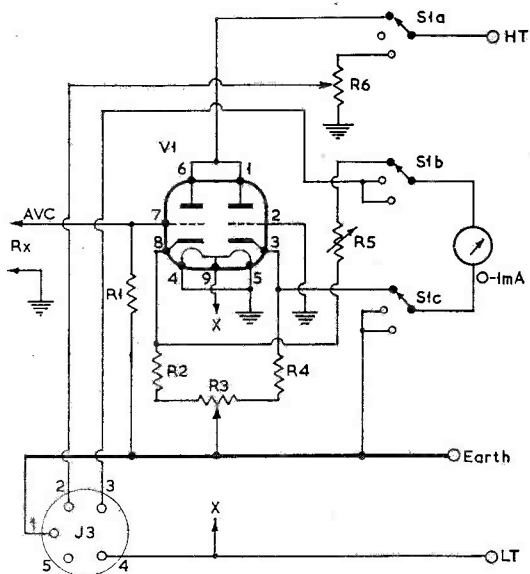 S1a
HT
R6
V1
6
1
S1b
AVC
7
2
8
3
R5
Rx
R1
4
9
5
0-1mA
X
S1c
R2
R3
R4
Earth
2
3
1
J3
X
5
4
LT